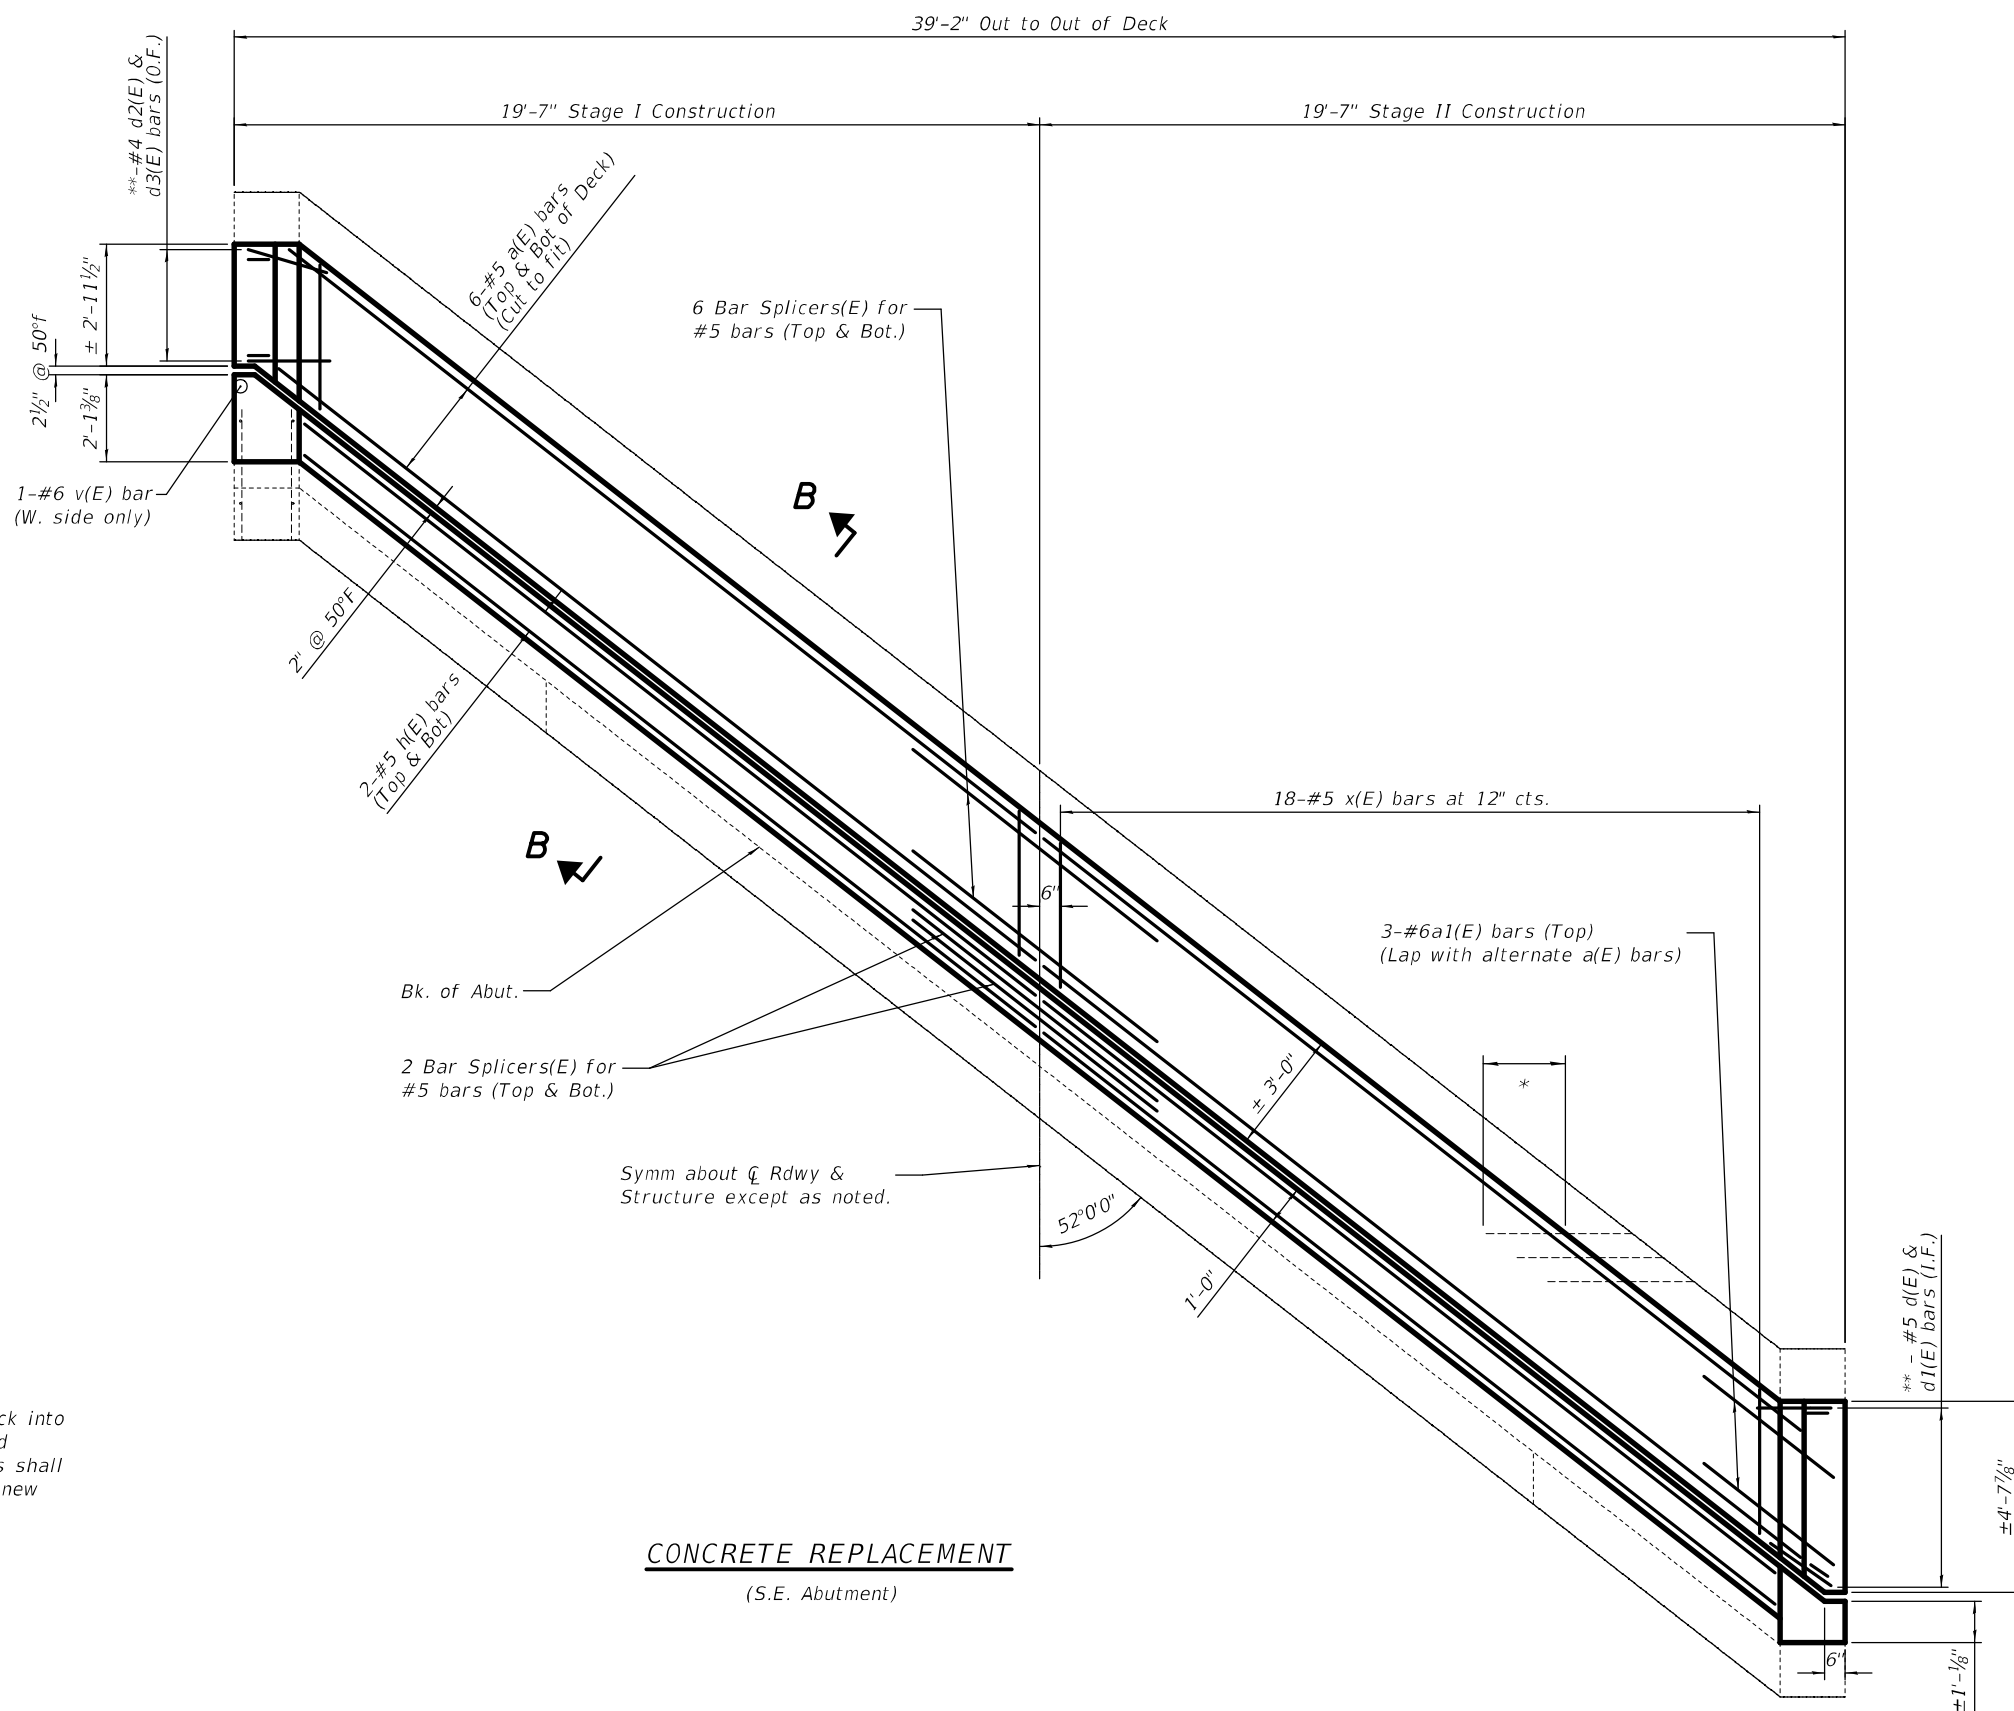 39'-2" Out to Out of Deck
19'-7" Stage I Construction
19'-7" Stage II Construction
**-#4 d2(E) &
d3(E) bars (O.F.)
6-#5 a(E) bars
(Top & Bot of Deck)
(Cut to fit)
± 2'-11½"
2½" @ 50°f
2'-1⅜"
6 Bar Splicers(E) for
#5 bars (Top & Bot.)
1-#6 v(E) bar
(W. side only)
B
2" @ 50°F
2-#5 h(E) bars
(Top & Bot)
18-#5 x(E) bars at 12" cts.
B
6"
3-#6a1(E) bars (Top)
(Lap with alternate a(E) bars)
Bk. of Abut.
2 Bar Splicers(E) for
#5 bars (Top & Bot.)
± 3'-0"
*
Symm about ℄ Rdwy &
Structure except as noted.
52°0'0"
1'-0"
** - #5 d(E) &
d1(E) bars (I.F.)
ck into
d
s shall
new
±4'-7⅞"
CONCRETE REPLACEMENT
(S.E. Abutment)
6"
±1'-⅛"